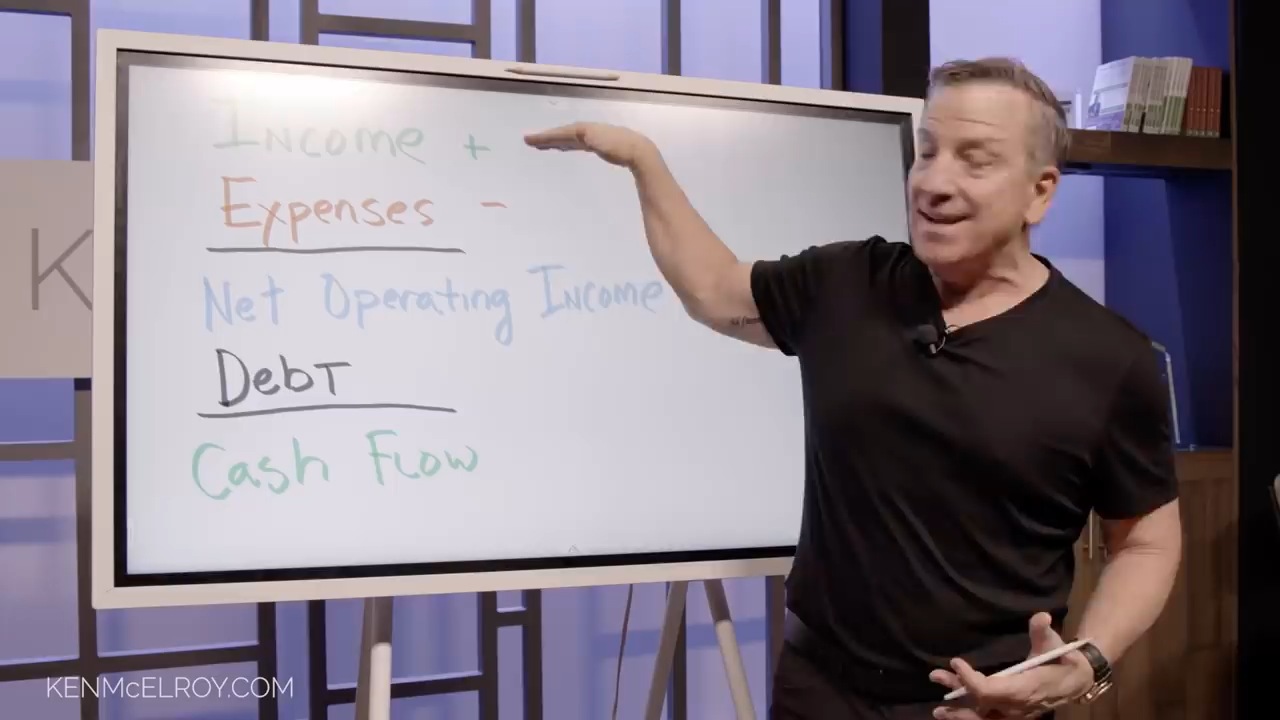 Income +
Expenses -
Net Operating Income
Debt
Cash Flow
K
KENMCELROY.COM